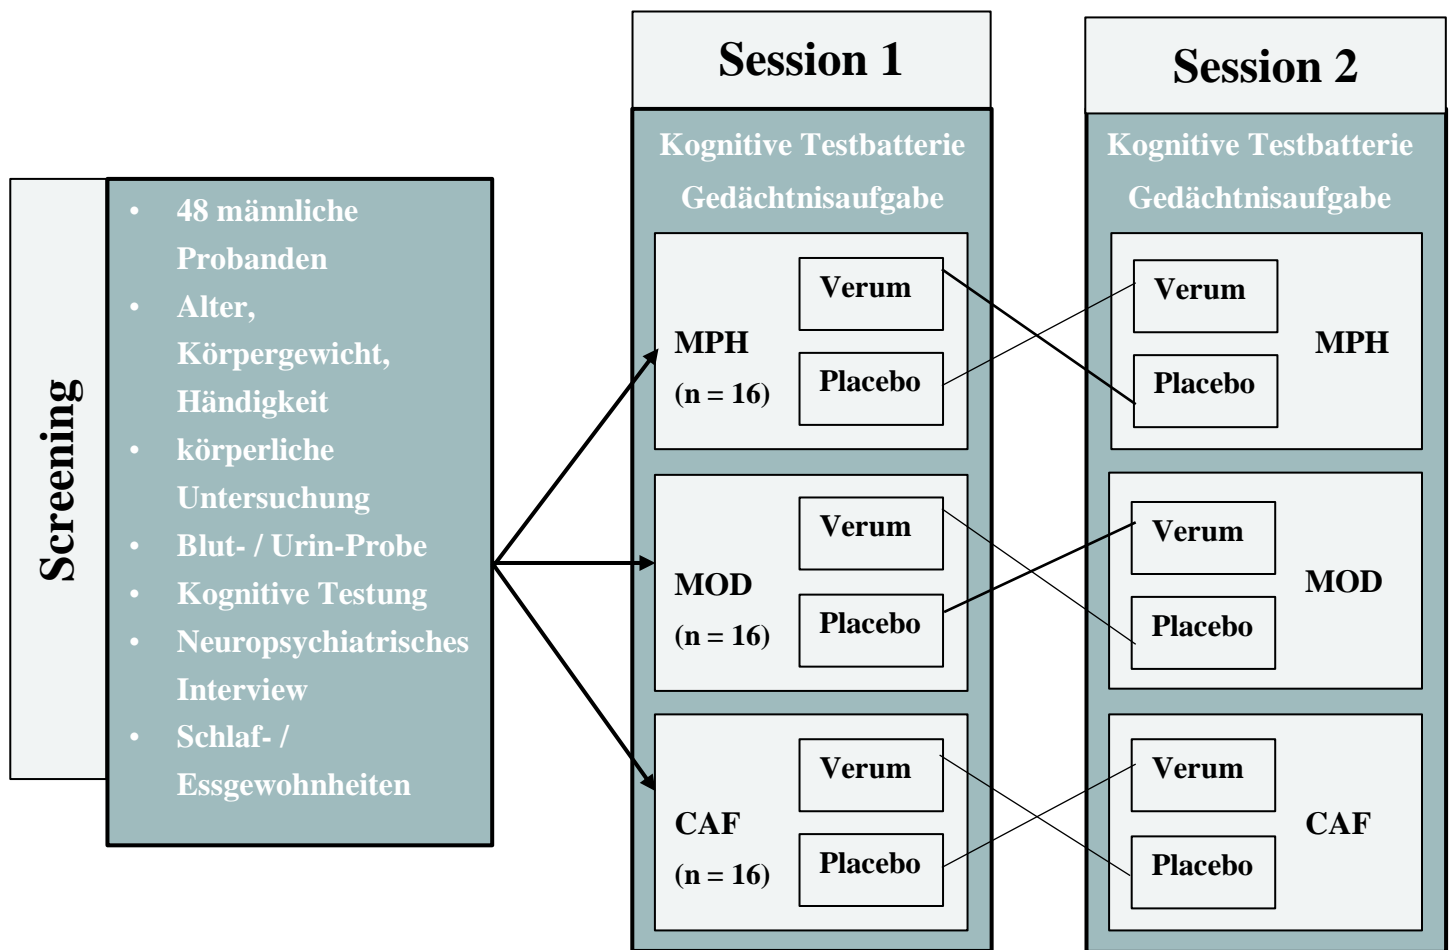 Screening
• 48 männliche
Probanden
• Alter,
Körpergewicht,
Händigkeit
• körperliche
Untersuchung
• Blut- / Urin-Probe
• Kognitive Testung
• Neuropsychiatrisches
Interview
• Schlaf- /
Essgewohnheiten
Session 1
Kognitive Testbatterie
Gedächtnisaufgabe
MPH
(n = 16)
Verum
Placebo
MOD
(n = 16)
Verum
Placebo
CAF
(n = 16)
Verum
Placebo
Session 2
Kognitive Testbatterie
Gedächtnisaufgabe
Verum
Placebo
MPH
Verum
Placebo
MOD
Verum
Placebo
CAF